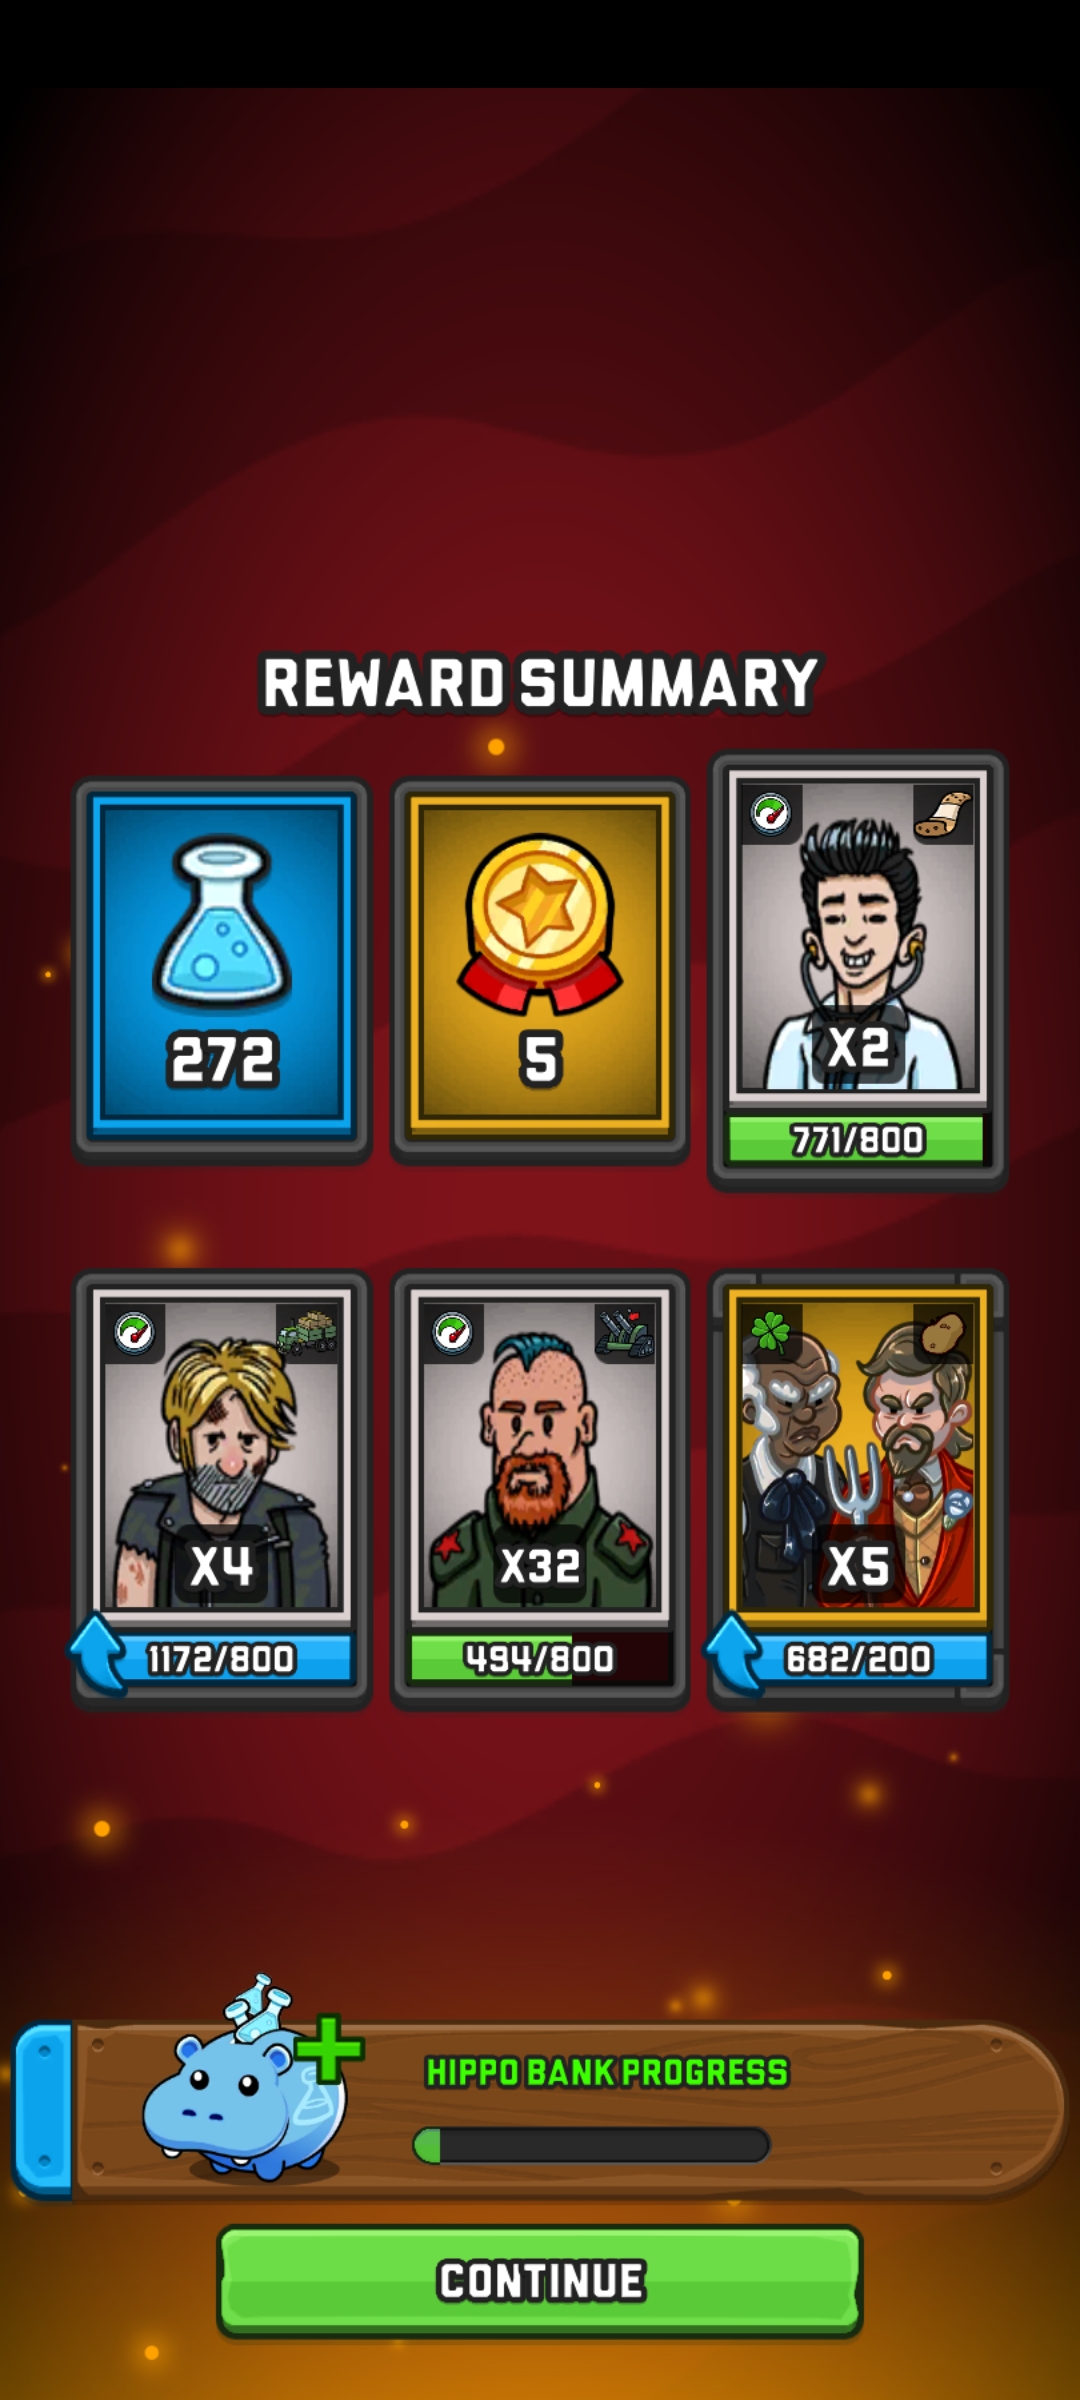 REWARD SUMMARY
272
5
X2
771/800
X4
1172/800
X32
494/800
X5
682/200
HIPPO BANK PROGRESS
CONTINUE